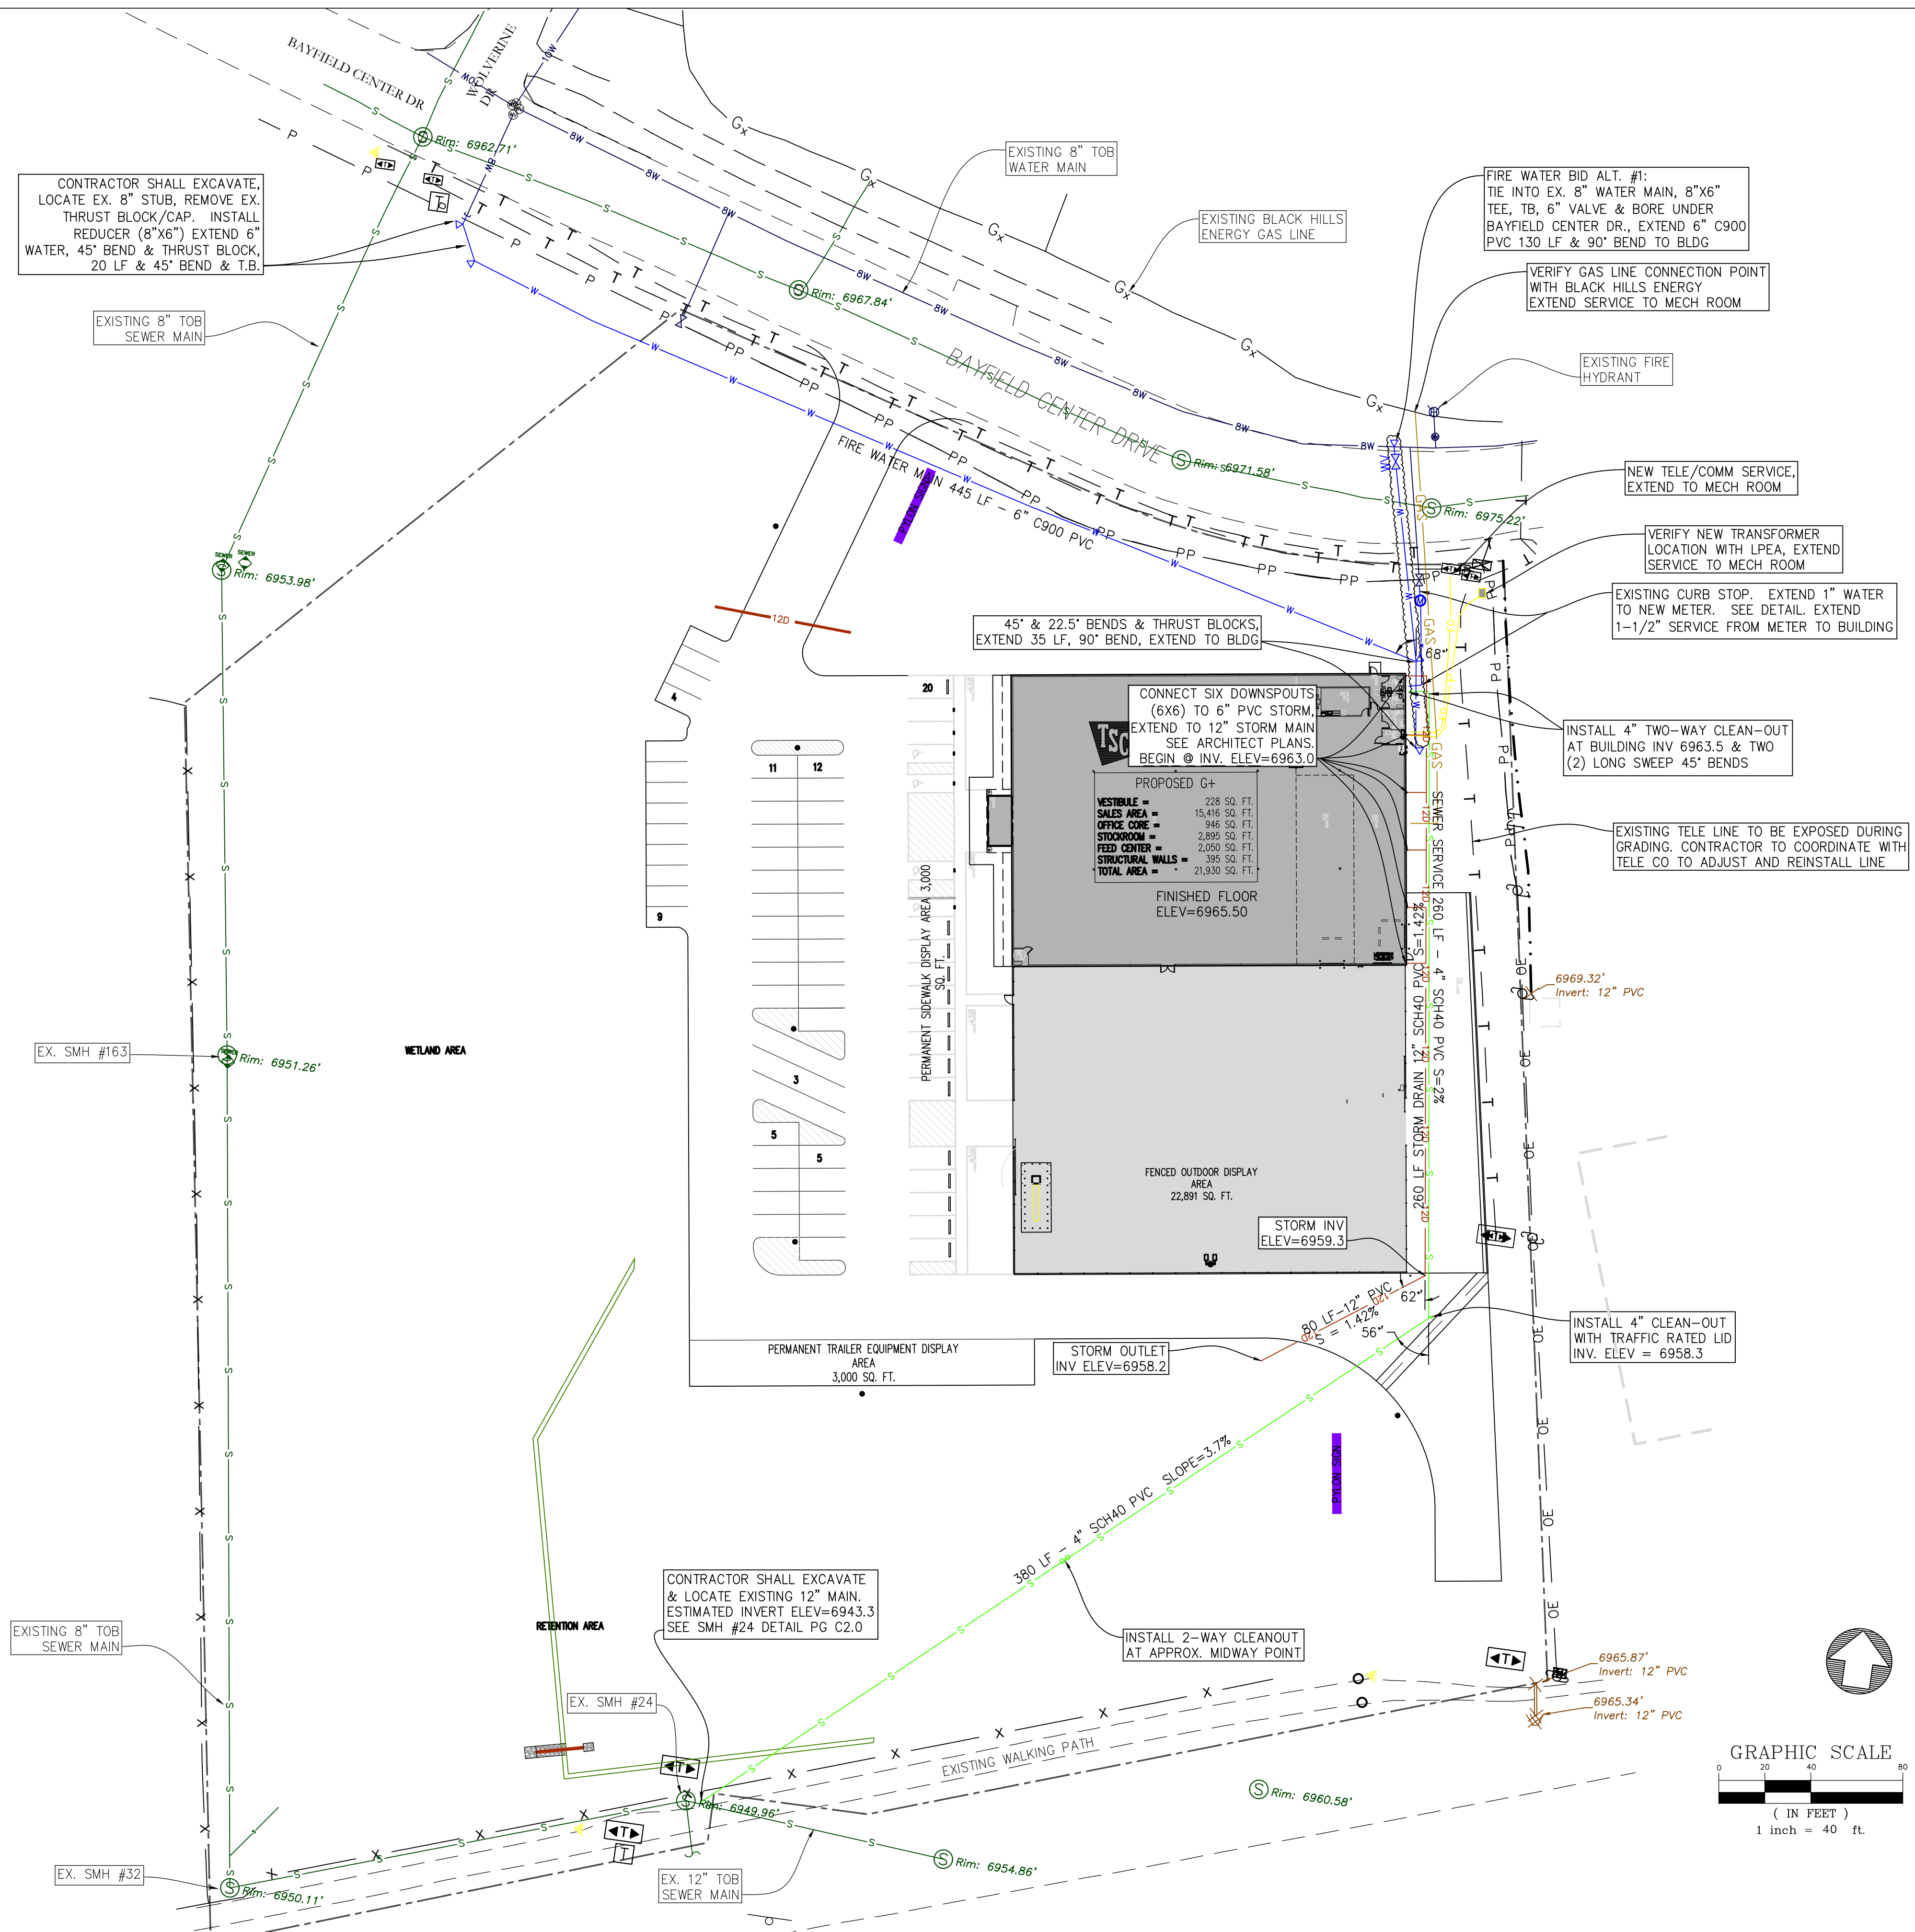 BAYFIELD CENTER DR
WOLVERINE
DR
10W
10W
Rim: 6962.71'
8W
CONTRACTOR SHALL EXCAVATE,
LOCATE EX. 8" STUB, REMOVE EX.
THRUST BLOCK/CAP. INSTALL
REDUCER (8"X6") EXTEND 6"
WATER, 45° BEND & THRUST BLOCK,
20 LF & 45° BEND & T.B.
EXISTING 8" TOB
SEWER MAIN
EXISTING 8" TOB
WATER MAIN
EXISTING BLACK HILLS
ENERGY GAS LINE
FIRE WATER BID ALT. #1:
TIE INTO EX. 8" WATER MAIN, 8"X6"
TEE, TB, 6" VALVE & BORE UNDER
BAYFIELD CENTER DR., EXTEND 6" C900
PVC 130 LF & 90° BEND TO BLDG
VERIFY GAS LINE CONNECTION POINT
WITH BLACK HILLS ENERGY
EXTEND SERVICE TO MECH ROOM
EXISTING FIRE
HYDRANT
Rim: 6967.84'
BAYFIELD CENTER DRIVE
Rim: 6971.58'
Rim: 6975.22'
NEW TELE/COMM SERVICE,
EXTEND TO MECH ROOM
VERIFY NEW TRANSFORMER
LOCATION WITH LPEA, EXTEND
SERVICE TO MECH ROOM
EXISTING CURB STOP. EXTEND 1" WATER
TO NEW METER. SEE DETAIL. EXTEND
1-1/2" SERVICE FROM METER TO BUILDING
FIRE WATER MAIN 445 LF - 6" C900 PVC
PYLON SIGN
SEWER
SEWER
Rim: 6953.98'
12D
45° & 22.5° BENDS & THRUST BLOCKS,
EXTEND 35 LF, 90° BEND, EXTEND TO BLDG
68°
GAS
GAS
GAS
CONNECT SIX DOWNSPOUTS
(6X6) TO 6" PVC STORM,
EXTEND TO 12" STORM MAIN
SEE ARCHITECT PLANS.
BEGIN @ INV. ELEV=6963.0
INSTALL 4" TWO-WAY CLEAN-OUT
AT BUILDING INV 6963.5 & TWO
(2) LONG SWEEP 45° BENDS
TSC
PROPOSED G+
VESTIBULE = 228 SQ. FT.
SALES AREA = 15,416 SQ. FT.
OFFICE CORE = 946 SQ. FT.
STOCKROOM = 2,895 SQ. FT.
FEED CENTER = 2,050 SQ. FT.
STRUCTURAL WALLS = 395 SQ. FT.
TOTAL AREA = 21,930 SQ. FT.
FINISHED FLOOR
ELEV=6965.50
20
4
11
12
9
3
5
5
EXISTING TELE LINE TO BE EXPOSED DURING
GRADING. CONTRACTOR TO COORDINATE WITH
TELE CO TO ADJUST AND REINSTALL LINE
PERMANENT SIDEWALK DISPLAY AREA 3,000
SQ. FT.
SEWER SERVICE 260 LF - 4" SCH40 PVC S=2%
260 LF STORM DRAIN 12" SCH40 PVC S=1.42%
6969.32'
Invert: 12" PVC
EX. SMH #163
Rim: 6951.26'
WETLAND AREA
FENCED OUTDOOR DISPLAY
AREA
22,891 SQ. FT.
STORM INV
ELEV=6959.3
80 LF-12" PVC
S = 1.42%
62°
56°
INSTALL 4" CLEAN-OUT
WITH TRAFFIC RATED LID
INV. ELEV = 6958.3
PERMANENT TRAILER EQUIPMENT DISPLAY
AREA
3,000 SQ. FT.
STORM OUTLET
INV ELEV=6958.2
PYLON SIGN
380 LF - 4" SCH40 PVC SLOPE=3.7%
CONTRACTOR SHALL EXCAVATE
& LOCATE EXISTING 12" MAIN.
ESTIMATED INVERT ELEV=6943.3
SEE SMH #24 DETAIL PG C2.0
EXISTING 8" TOB
SEWER MAIN
RETENTION AREA
INSTALL 2-WAY CLEANOUT
AT APPROX. MIDWAY POINT
EX. SMH #24
6965.87'
Invert: 12" PVC
6965.34'
Invert: 12" PVC
EXISTING WALKING PATH
Rim: 6949.96'
Rim: 6960.58'
Rim: 6954.86'
EX. SMH #32
Rim: 6950.11'
EX. 12" TOB
SEWER MAIN
GRAPHIC SCALE
0 20 40 80
( IN FEET )
1 inch = 40 ft.